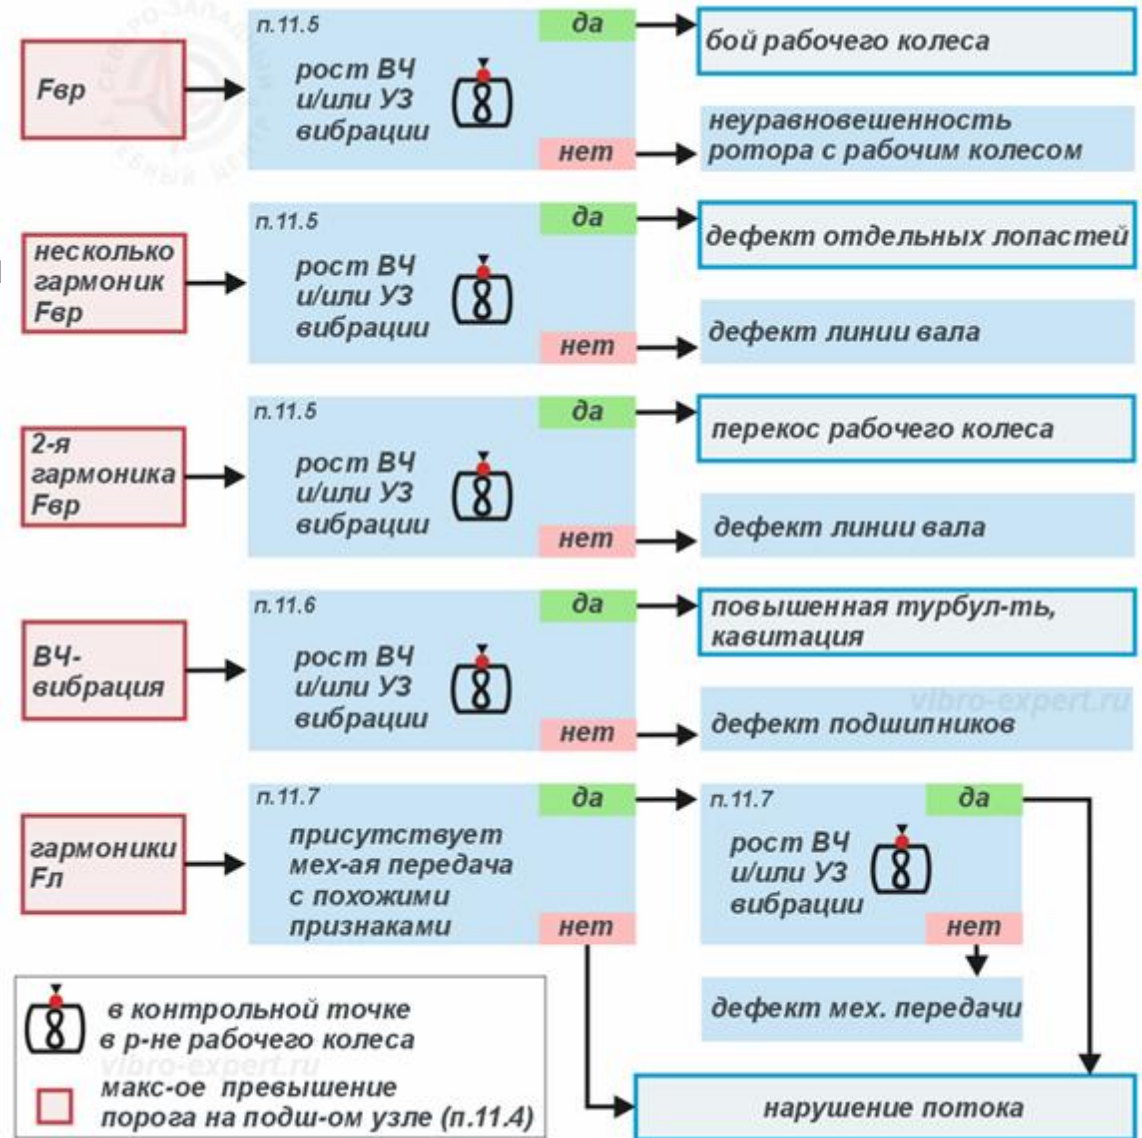 п.11.5
да
Fвр
рост ВЧ
и/или УЗ
вибрации
нет
бой рабочего колеса
неуравновешенность
ротора с рабочим колесом
п.11.5
да
несколько
гармоник
Fвр
рост ВЧ
и/или УЗ
вибрации
нет
дефект отдельных лопастей
дефект линии вала
п.11.5
да
2-я
гармоника
Fвр
рост ВЧ
и/или УЗ
вибрации
нет
перекос рабочего колеса
дефект линии вала
п.11.6
да
ВЧ-
вибрация
рост ВЧ
и/или УЗ
вибрации
нет
повышенная турбул-ть,
кавитация
vibro-expert.ru
дефект подшипников
п.11.7
да
гармоники
Fл
присутствует
мех-ая передача
с похожими
признаками
нет
п.11.7
да
рост ВЧ
и/или УЗ
вибрации
нет
дефект мех. передачи
в контрольной точке
в р-не рабочего колеса
vibro-expert.ru
макс-ое превышение
порога на подш-ом узле (п.11.4)
нарушение потока